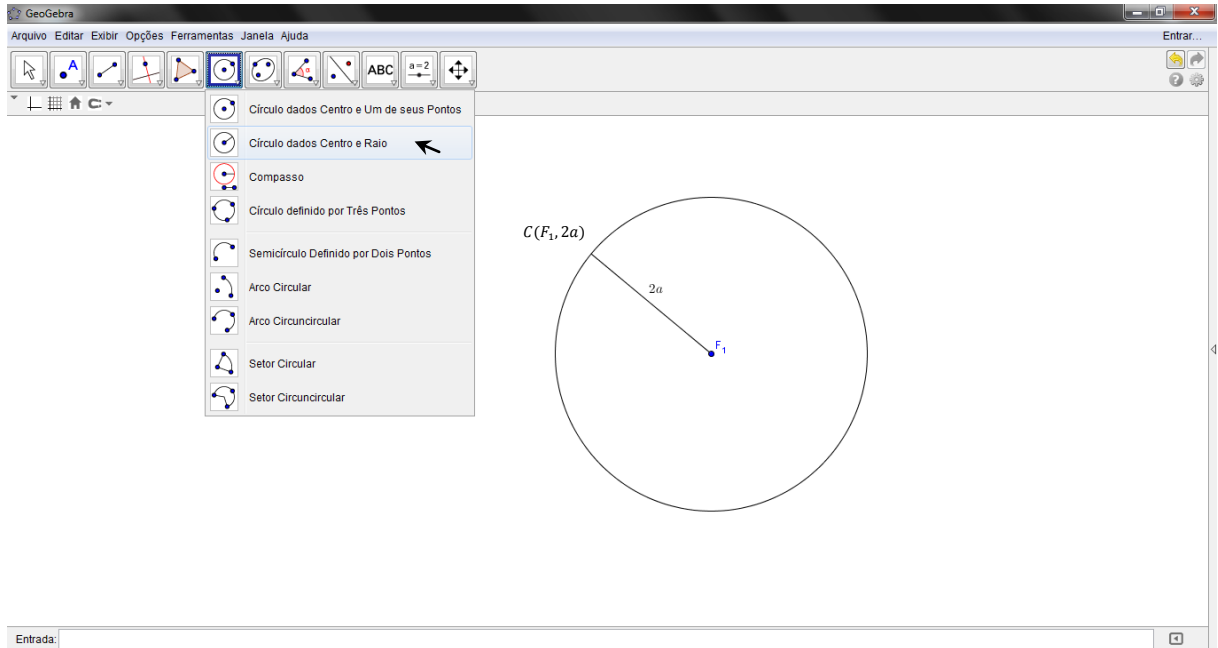 GeoGebra
Arquivo Editar Exibir Opções Ferramentas Janela Ajuda
Entrar...
A
α
ABC
a=2
Círculo dados Centro e Um de seus Pontos
Círculo dados Centro e Raio
Compasso
Círculo definido por Três Pontos
Semicírculo Definido por Dois Pontos
Arco Circular
Arco Circuncircular
Setor Circular
Setor Circuncircular
C(F₁, 2a)
2a
F₁
Entrada: